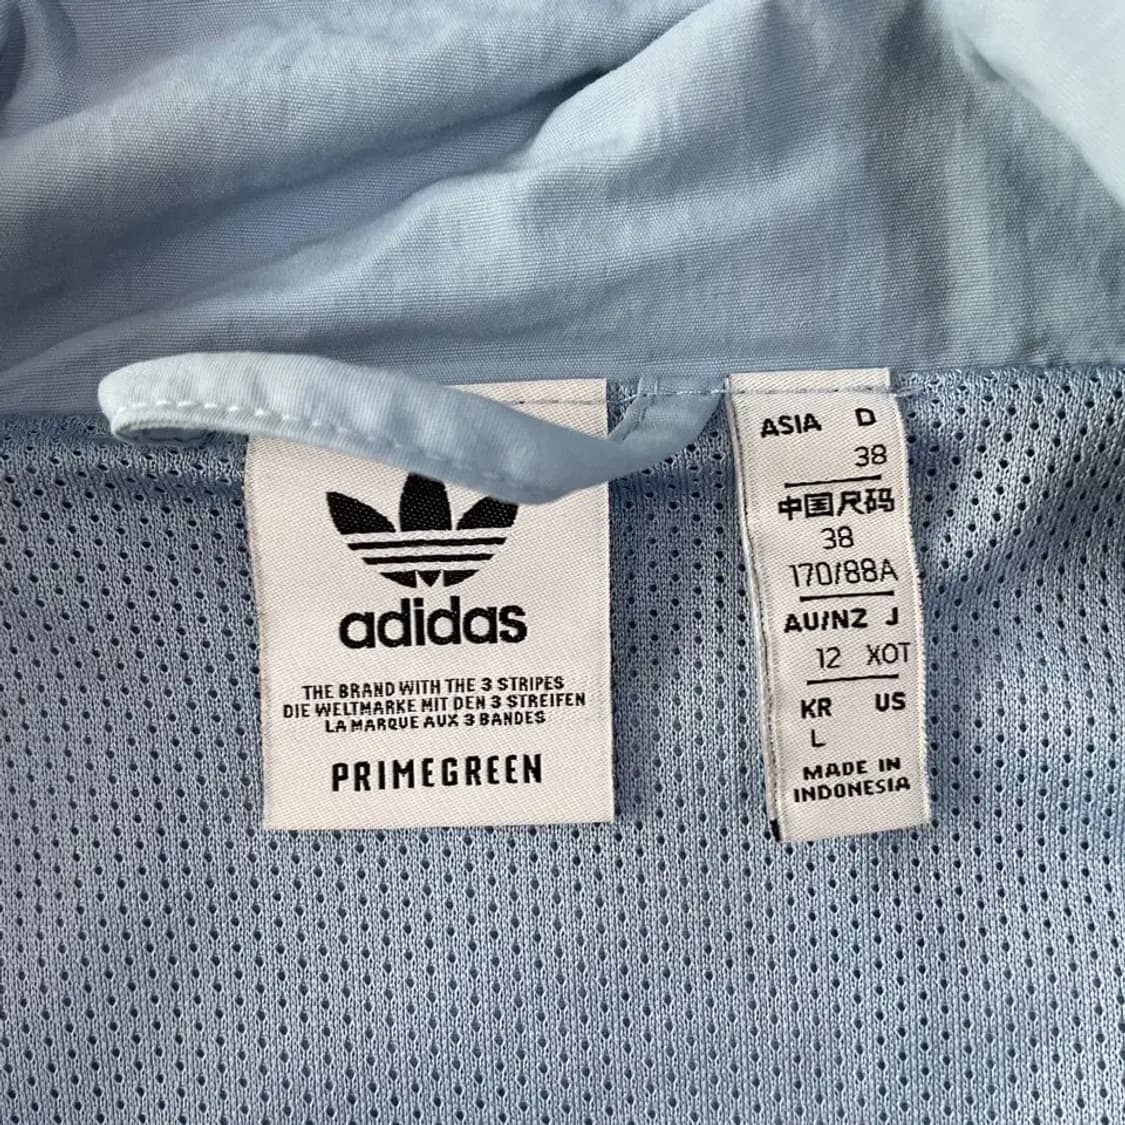 adidas
THE BRAND WITH THE 3 STRIPES
DIE WELTMARKE MIT DEN 3 STREIFEN
LA MARQUE AUX 3 BANDES
PRIMEGREEN
ASIA D
38
中国尺码
38
170/88A
AU/NZ J
12 XOT
KR US
L
MADE IN
INDONESIA